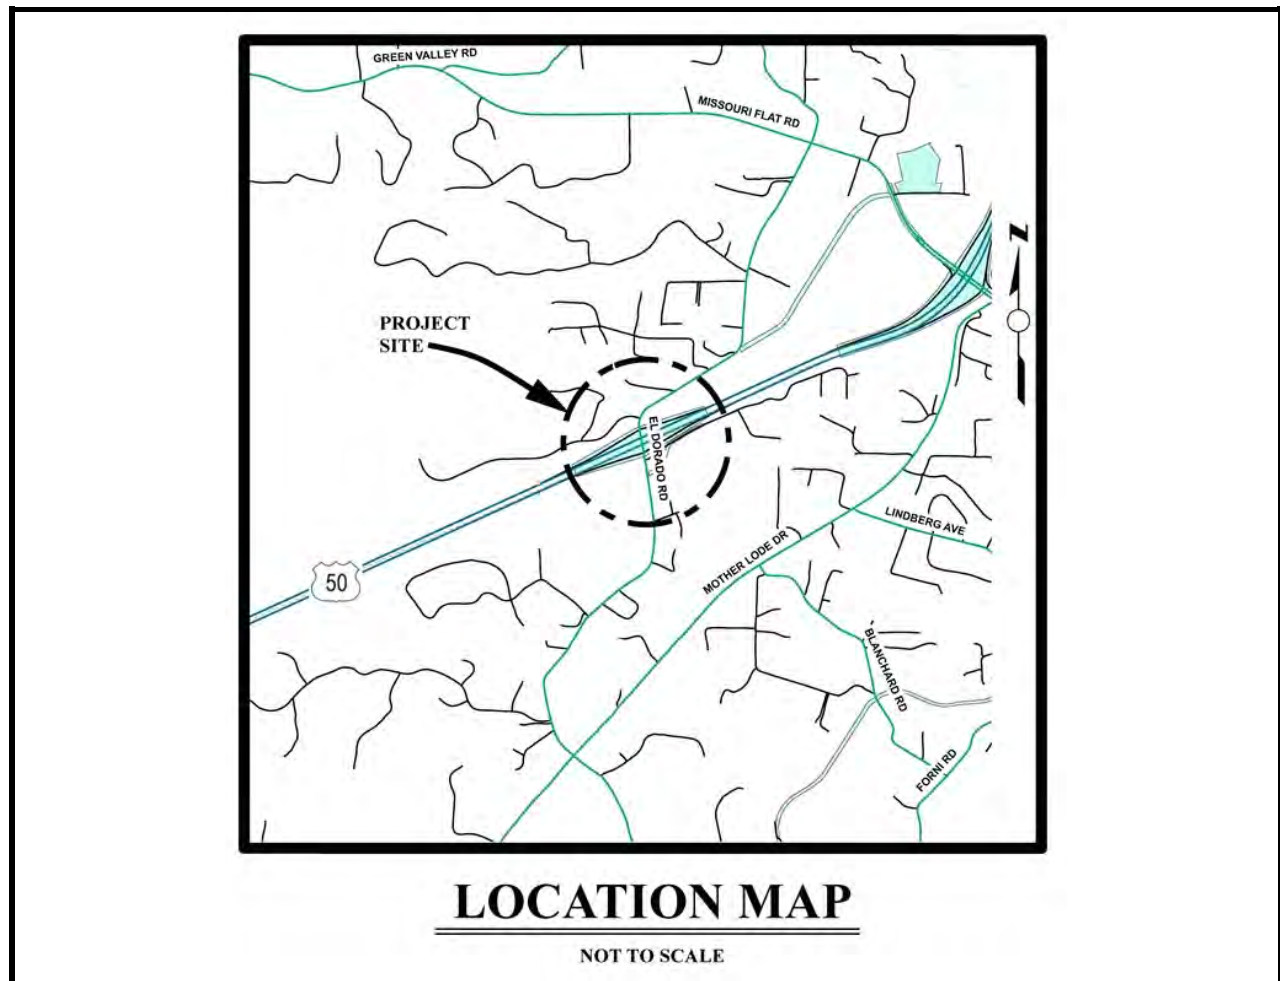 GREEN VALLEY RD
MISSOURI FLAT RD
N
PROJECT
SITE
EL DORADO RD
LINDBERG AVE
MOTHER LODE DR
50
BLANCHARD RD
FORNI RD
LOCATION MAP
NOT TO SCALE